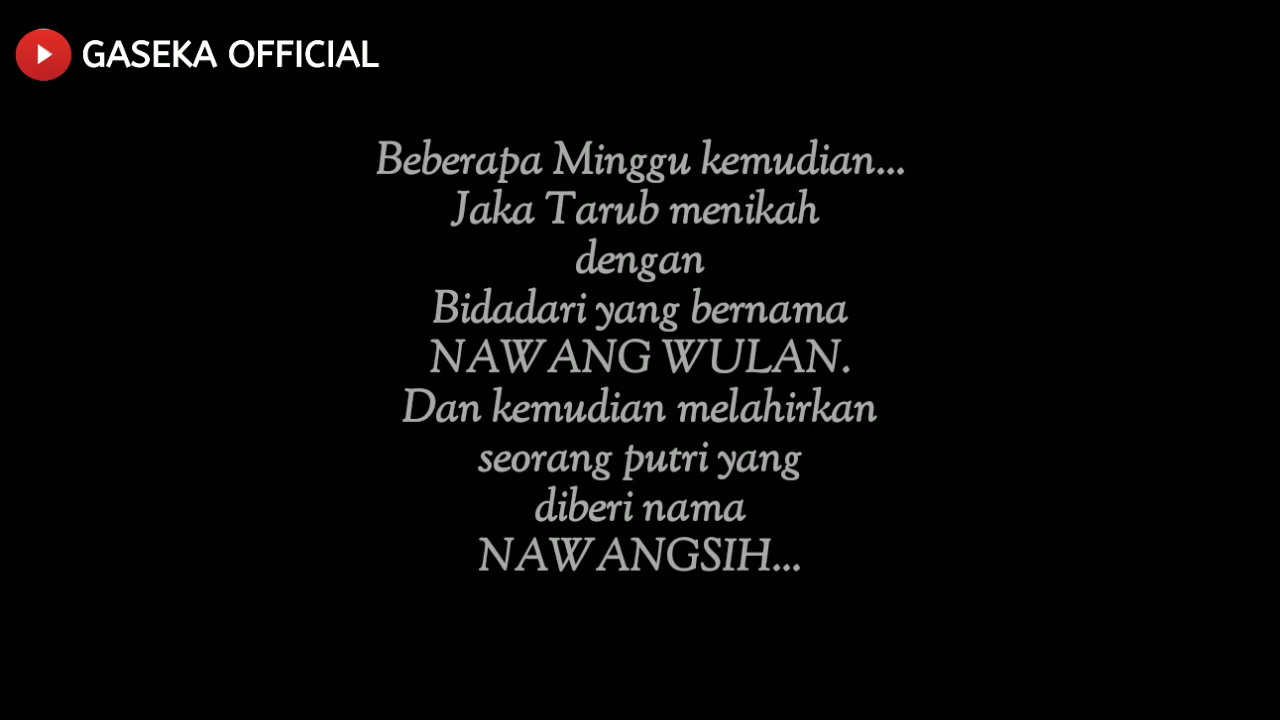 GASEKA OFFICIAL
Beberapa Minggu kemudian...
Jaka Tarub menikah
dengan
Bidadari yang bernama
NAWANG WULAN.
Dan kemudian melahirkan
seorang putri yang
diberi nama
NAWANGSIH...